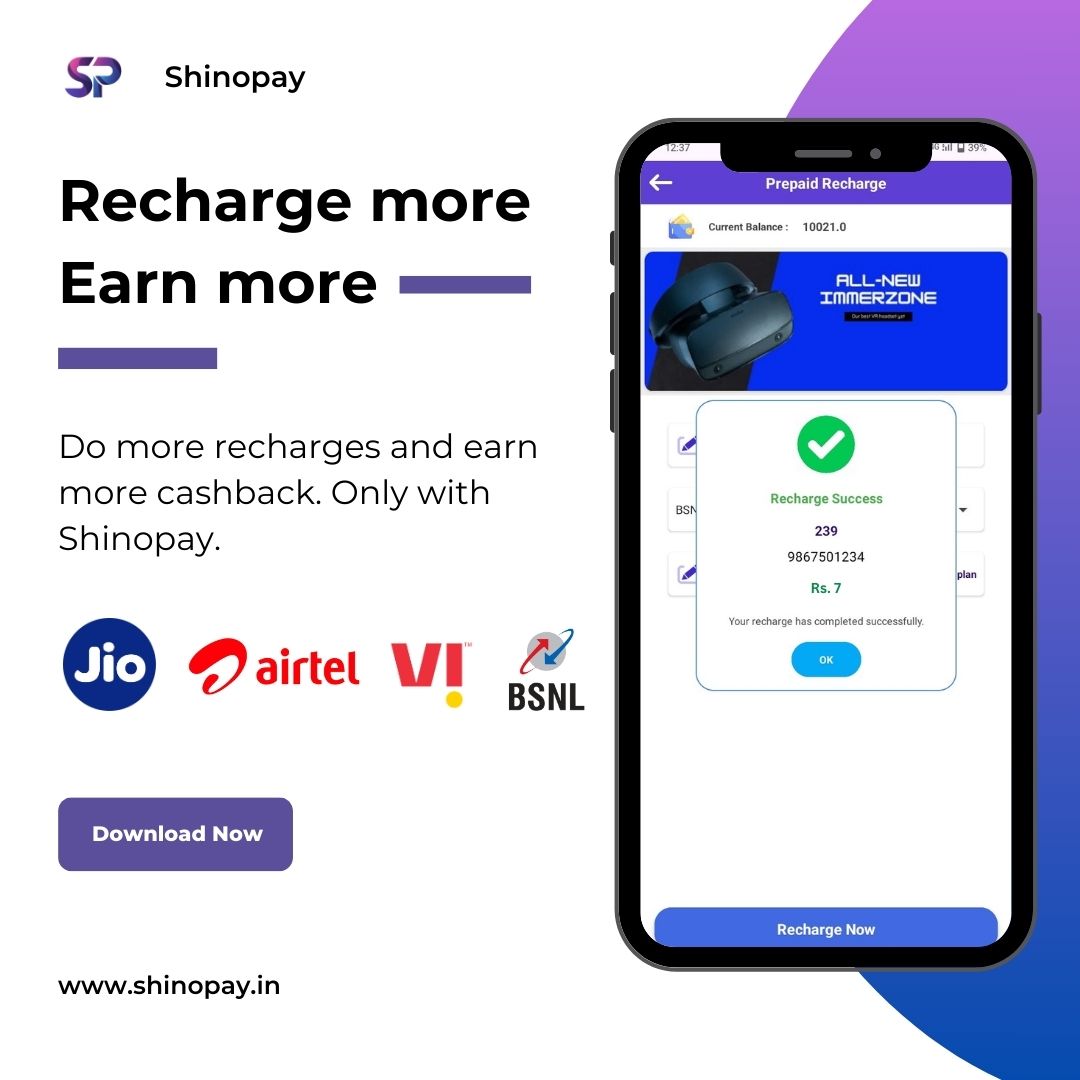 SP
Shinopay
Recharge more
Earn more
Do more recharges and earn
more cashback. Only with
Shinopay.
Jio
airtel
VI
TM
BSNL
Download Now
www.shinopay.in
12:37
39%
Prepaid Recharge
Current Balance : 10021.0
ALL-NEW
IMMERZONE
Our best VR headset yet
BSN
plan
Recharge Success
239
9867501234
Rs. 7
Your recharge has completed successfully.
OK
Recharge Now